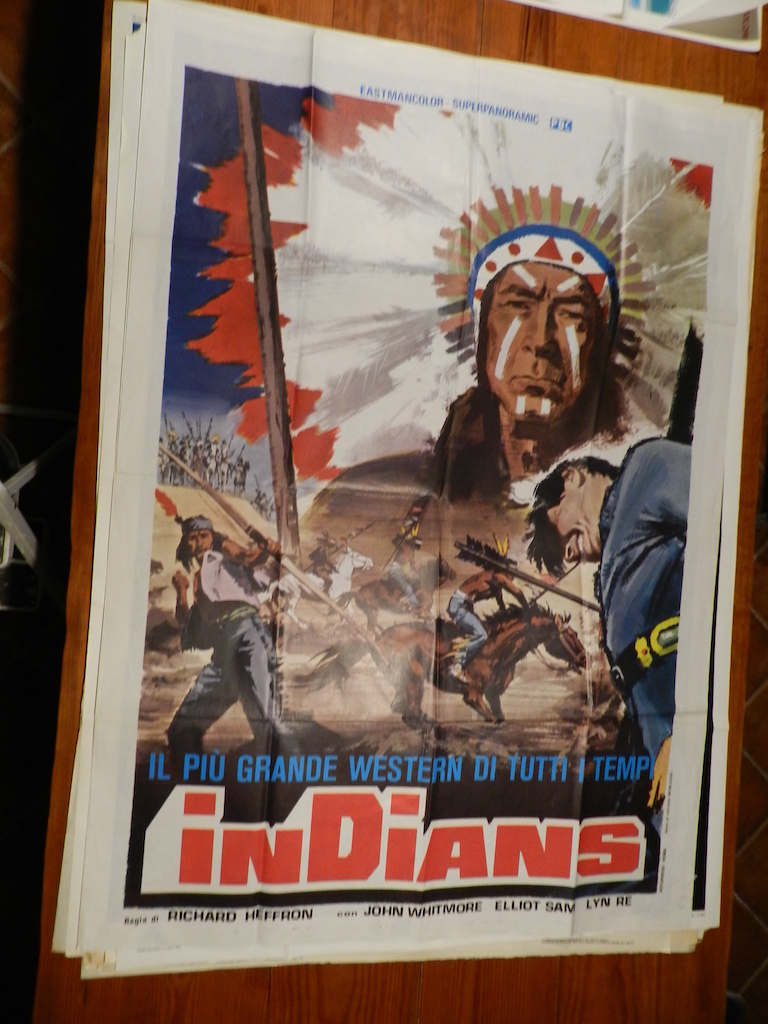 EASTMANCOLOR - SUPERPANORAMIC PBC
IL PIÙ GRANDE WESTERN DI TUTTI I TEMPI
INDIANS
Regia di RICHARD HEFFRON con JOHN WHITMORE ELLIOT SAM LYN RE